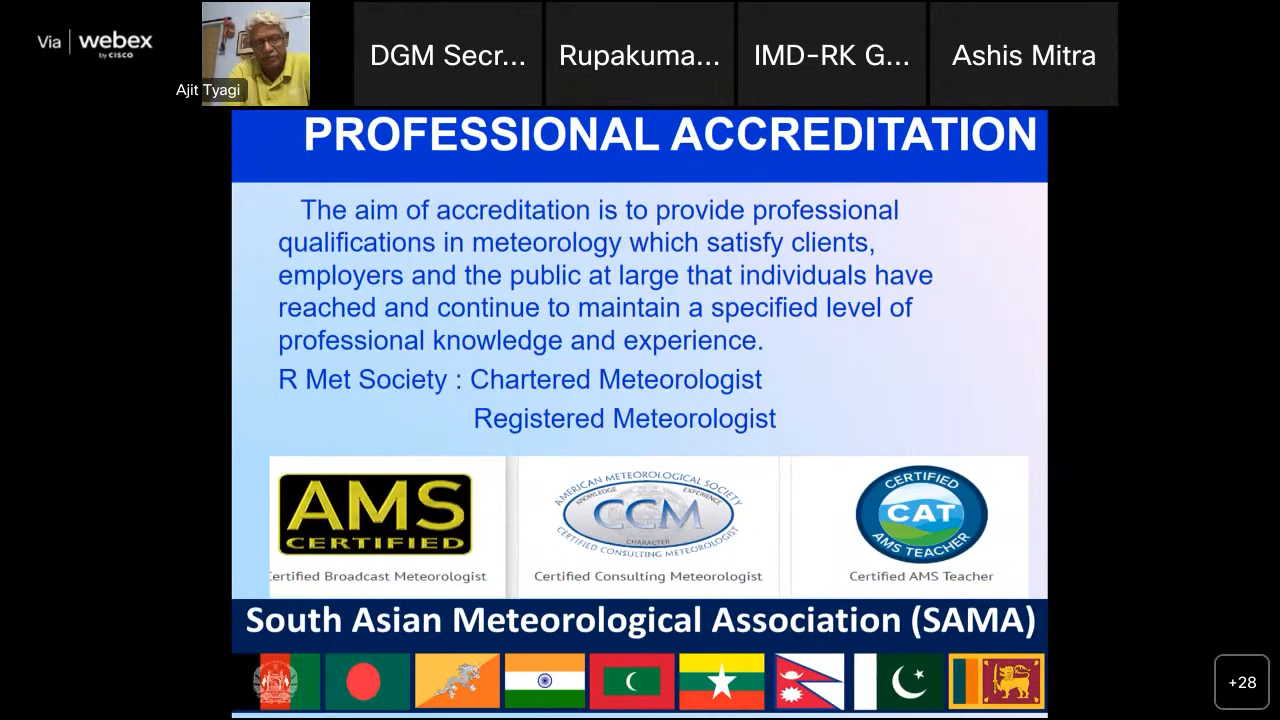 Via webex
by CISCO
Ajit Tyagi
DGM Secr...
Rupakuma...
IMD-RK G...
Ashis Mitra
PROFESSIONAL ACCREDITATION
The aim of accreditation is to provide professional
qualifications in meteorology which satisfy clients,
employers and the public at large that individuals have
reached and continue to maintain a specified level of
professional knowledge and experience.
R Met Society : Chartered Meteorologist
Registered Meteorologist
AMS
CERTIFIED
Certified Broadcast Meteorologist
AMERICAN METEOROLOGICAL SOCIETY
KNOWLEDGE EXPERIENCE
CCM
CHARACTER
CERTIFIED CONSULTING METEOROLOGIST
Certified Consulting Meteorologist
CERTIFIED
CAT
AMS TEACHER
Certified AMS Teacher
South Asian Meteorological Association (SAMA)
+28